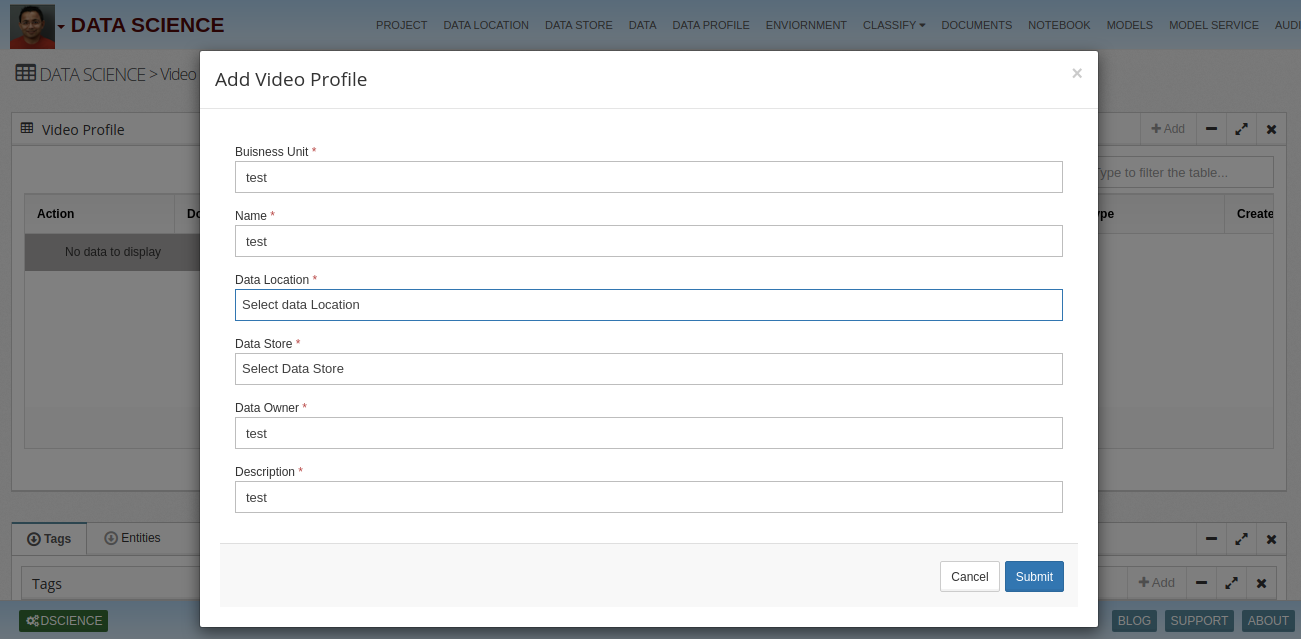 DATA SCIENCE PROJECT DATA LOCATION DATA STORE DATA DATA PROFILE ENVIORNMENT CLASSIFY DOCUMENTS NOTEBOOK MODELS MODEL SERVICE AUDI
DATA SCIENCE > Video
Add Video Profile ×
Video Profile Add
Type to filter the table...
Action Do ype Create
No data to display
Buisness Unit *
test
Name *
test
Data Location *
Select data Location
Data Store *
Select Data Store
Data Owner *
test
Description *
test
Tags Entities
Cancel Submit
Tags Add
DSCIENCE BLOG SUPPORT ABOUT